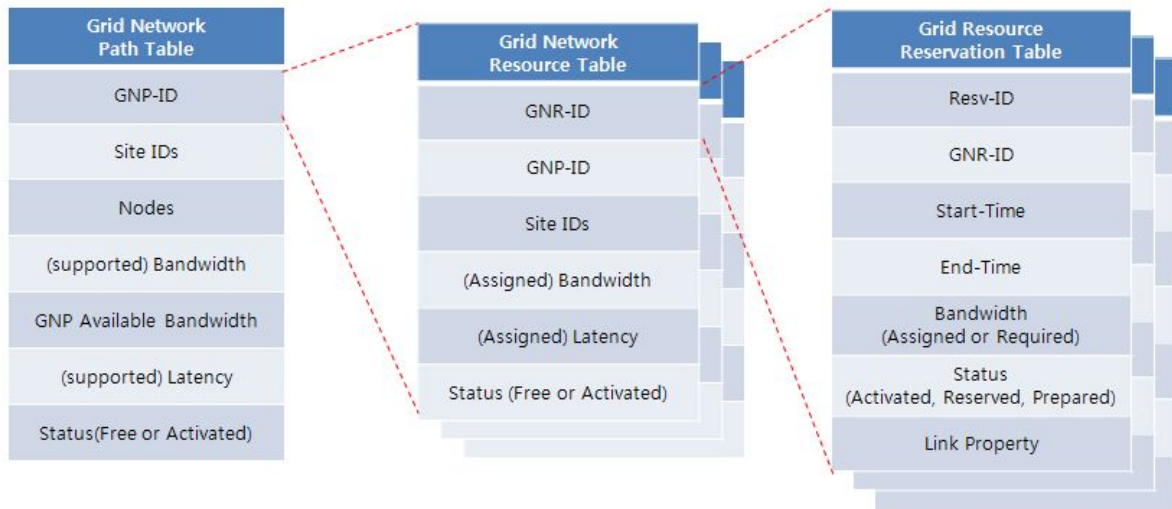 Grid Network
Path Table
GNP-ID
Site IDs
Nodes
(supported) Bandwidth
GNP Available Bandwidth
(supported) Latency
Status(Free or Activated)
Grid Network
Resource Table
GNR-ID
GNP-ID
Site IDs
(Assigned) Bandwidth
(Assigned) Latency
Status (Free or Activated)
Grid Resource
Reservation Table
Resv-ID
GNR-ID
Start-Time
End-Time
Bandwidth
(Assigned or Required)
Status
(Activated, Reserved, Prepared)
Link Property